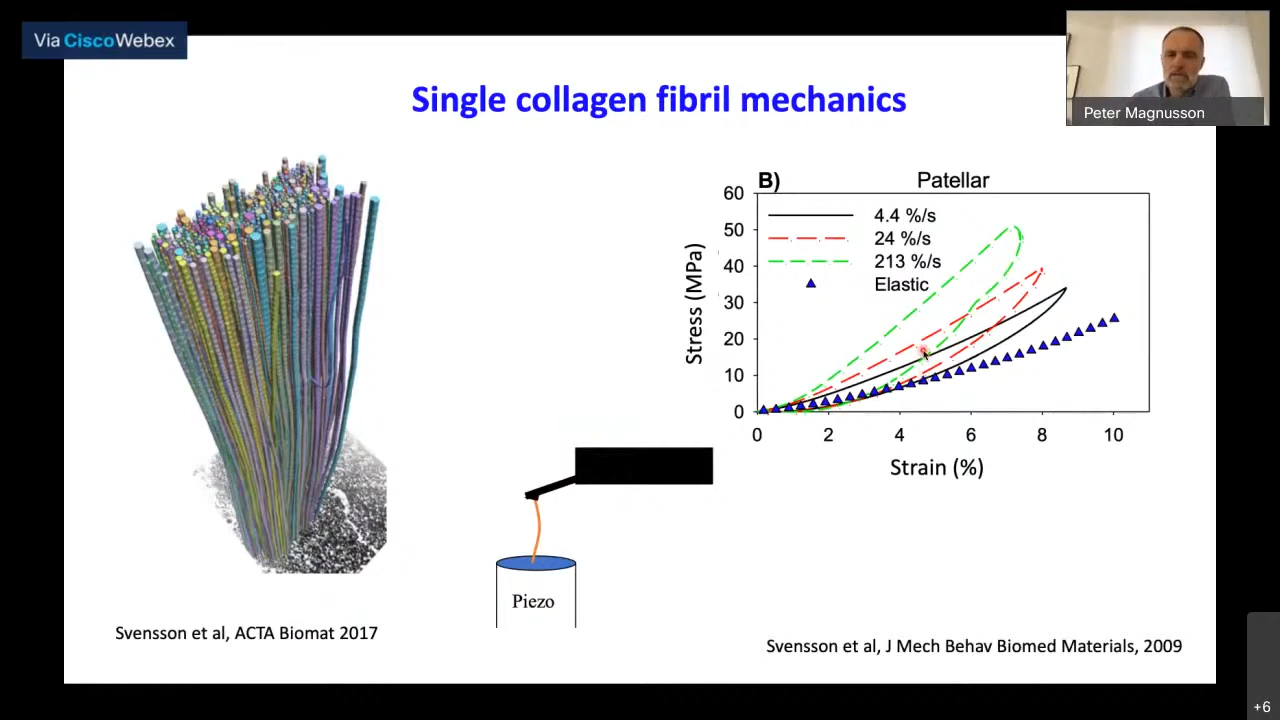 Via CiscoWebex
Single collagen fibril mechanics
Peter Magnusson
B)
Patellar
60
50
40
30
20
10
0
Stress (MPa)
4.4 %/s
24 %/s
213 %/s
Elastic
0 2 4 6 8 10
Strain (%)
Piezo
Svensson et al, ACTA Biomat 2017
Svensson et al, J Mech Behav Biomed Materials, 2009
+6